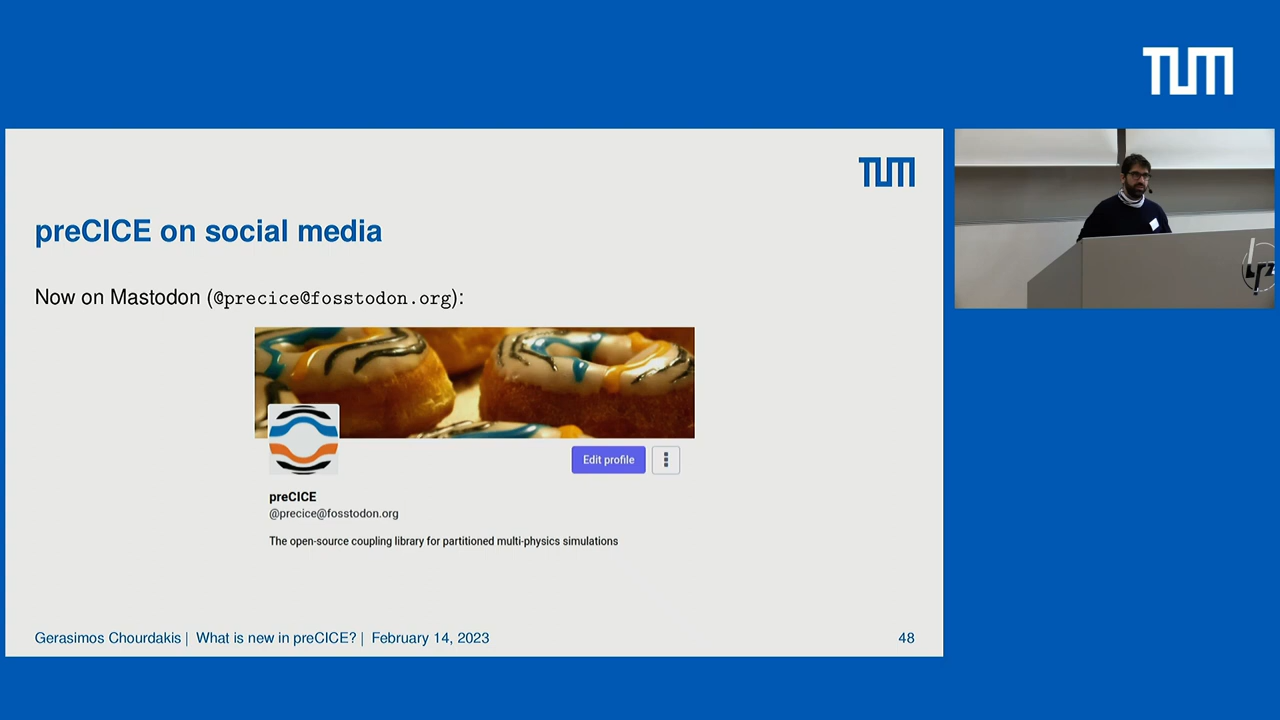 TUM
TUM
preCICE on social media
Now on Mastodon (@precice@fosstodon.org):
Edit profile
preCICE
@precice@fosstodon.org
The open-source coupling library for partitioned multi-physics simulations
Gerasimos Chourdakis | What is new in preCICE? | February 14, 2023
48
lrz